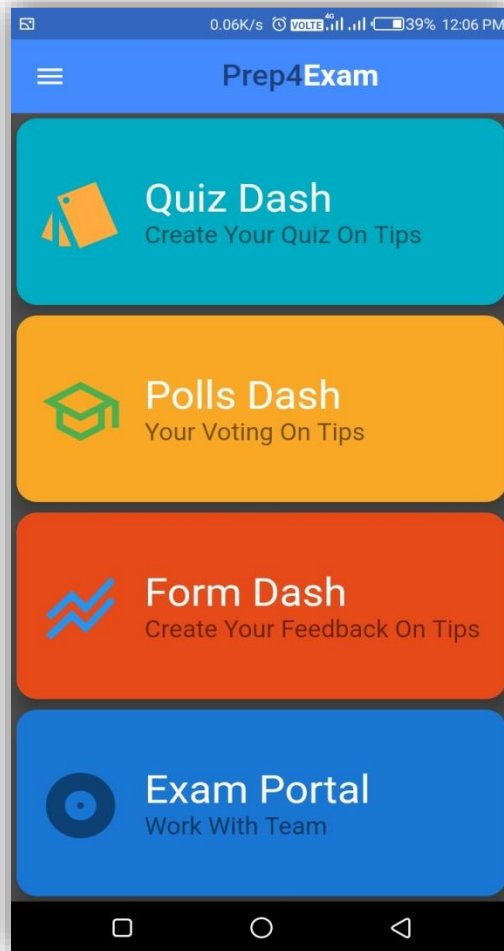 0.06K/s VOLTE 4G 39% 12:06 PM
Prep4Exam
Quiz Dash
Create Your Quiz On Tips
Polls Dash
Your Voting On Tips
Form Dash
Create Your Feedback On Tips
Exam Portal
Work With Team